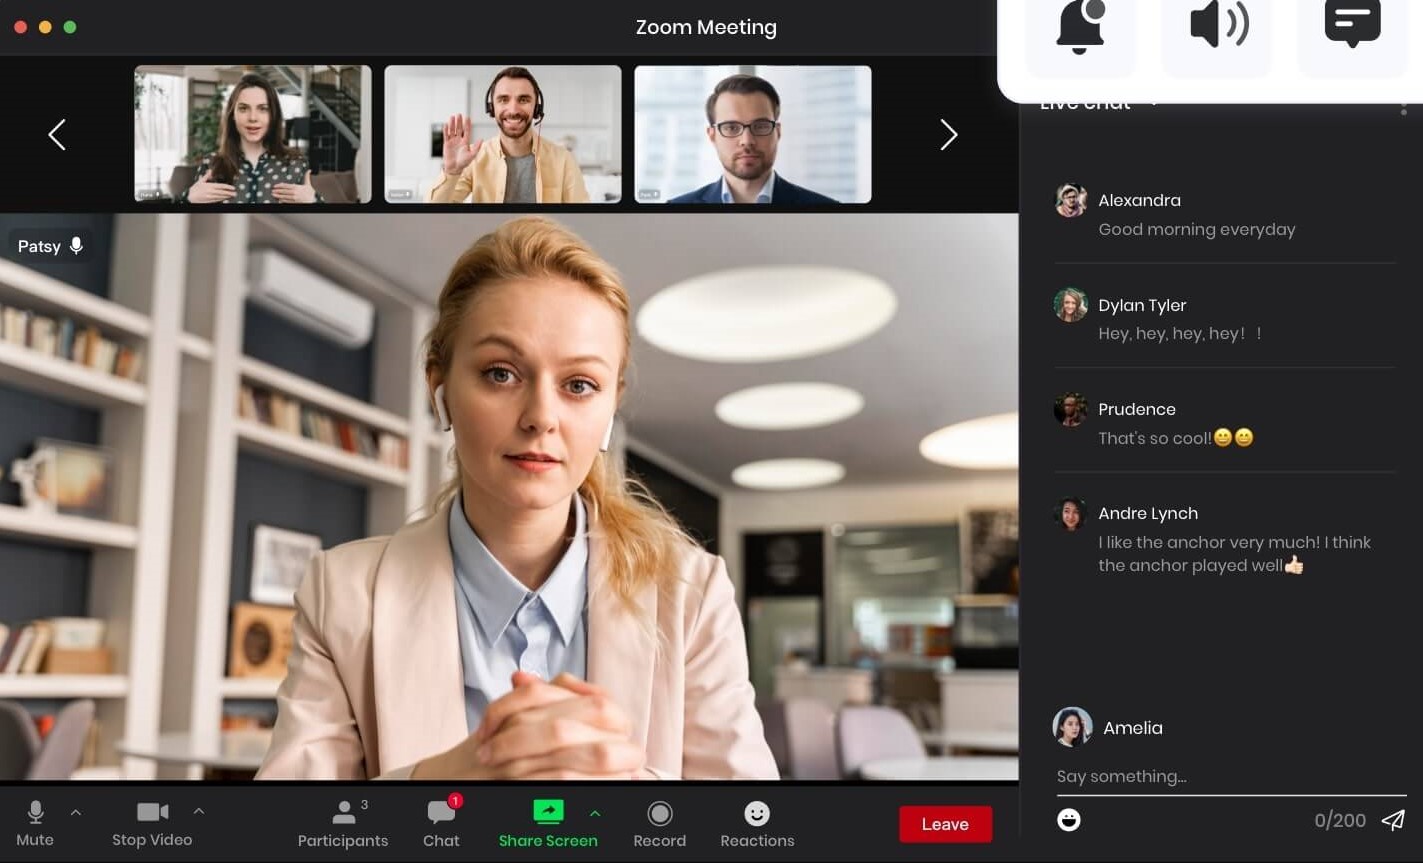 Zoom Meeting
Live chat
Patsy
Alexandra
Good morning everyday
Dylan Tyler
Hey, hey, hey, hey! !
Prudence
That's so cool!😄😄
Andre Lynch
I like the anchor very much! I think
the anchor played well👍🏻
Amelia
Say something...
0/200
Mute
Stop Video
3
Participants
1
Chat
Share Screen
Record
Reactions
Leave